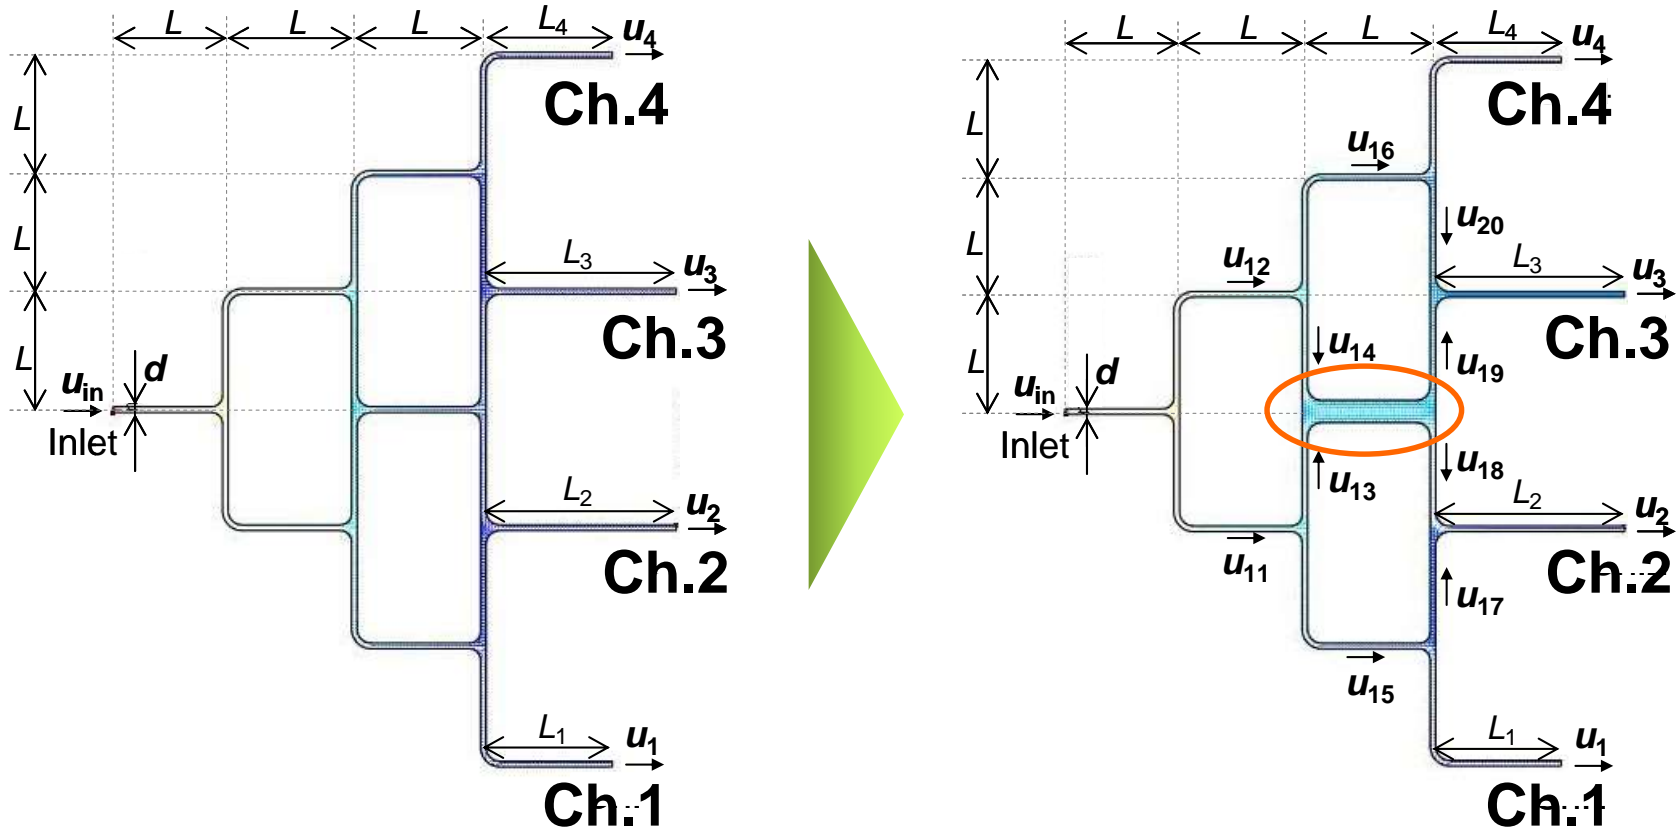 L L L L4 u4
Ch.4
L
L
L3 u3
Ch.3
L
d
uin
Inlet
L2 u2
Ch.2
L1 u1
Ch.1
L L L L4 u4
Ch.4
L
u16
L
u20
u12
L3 u3
Ch.3
L
u14 u19
d
uin
Inlet
u18
u13
L2 u2
Ch.2
u11
u17
u15
L1 u1
Ch.1